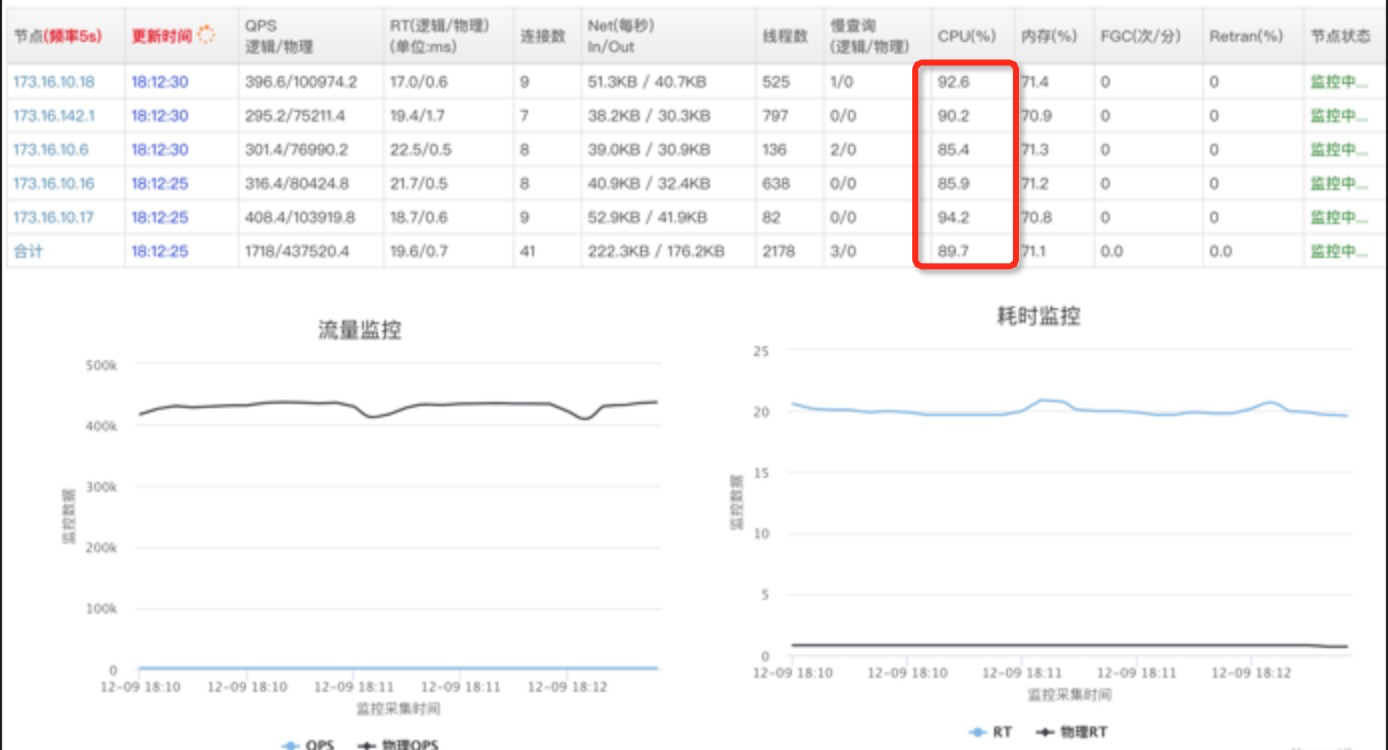 节点(频率5s) 更新时间 QPS 逻辑/物理 RT(逻辑/物理) (单位:ms) 连接数 Net(每秒) In/Out 线程数 慢查询 (逻辑/物理) CPU(%) 内存(%) FGC(次/分) Retran(%) 节点状态
173.16.10.18 18:12:30 396.6/100974.2 17.0/0.6 9 51.3KB / 40.7KB 525 1/0 92.6 71.4 0 0 监控中...
173.16.142.1 18:12:30 295.2/75211.4 19.4/1.7 7 38.2KB / 30.3KB 797 0/0 90.2 70.9 0 0 监控中...
173.16.10.6 18:12:30 301.4/76990.2 22.5/0.5 8 39.0KB / 30.9KB 136 2/0 85.4 71.3 0 0 监控中...
173.16.10.16 18:12:25 316.4/80424.8 21.7/0.5 8 40.9KB / 32.4KB 638 0/0 85.9 71.2 0 0 监控中...
173.16.10.17 18:12:25 408.4/103919.8 18.7/0.6 9 52.9KB / 41.9KB 82 0/0 94.2 70.8 0 0 监控中...
合计 18:12:25 1718/437520.4 19.6/0.7 41 222.3KB / 176.2KB 2178 3/0 89.7 71.1 0.0 0.0 监控中...
流量监控
500k
400k
300k
200k
100k
0
监控数据
12-09 18:10 12-09 18:10 12-09 18:11 12-09 18:11 12-09 18:12
监控采集时间
QPS 物理QPS
耗时监控
25
20
15
10
5
0
监控数据
12-09 18:10 12-09 18:10 12-09 18:11 12-09 18:11 12-09 18:12
监控采集时间
RT 物理RT